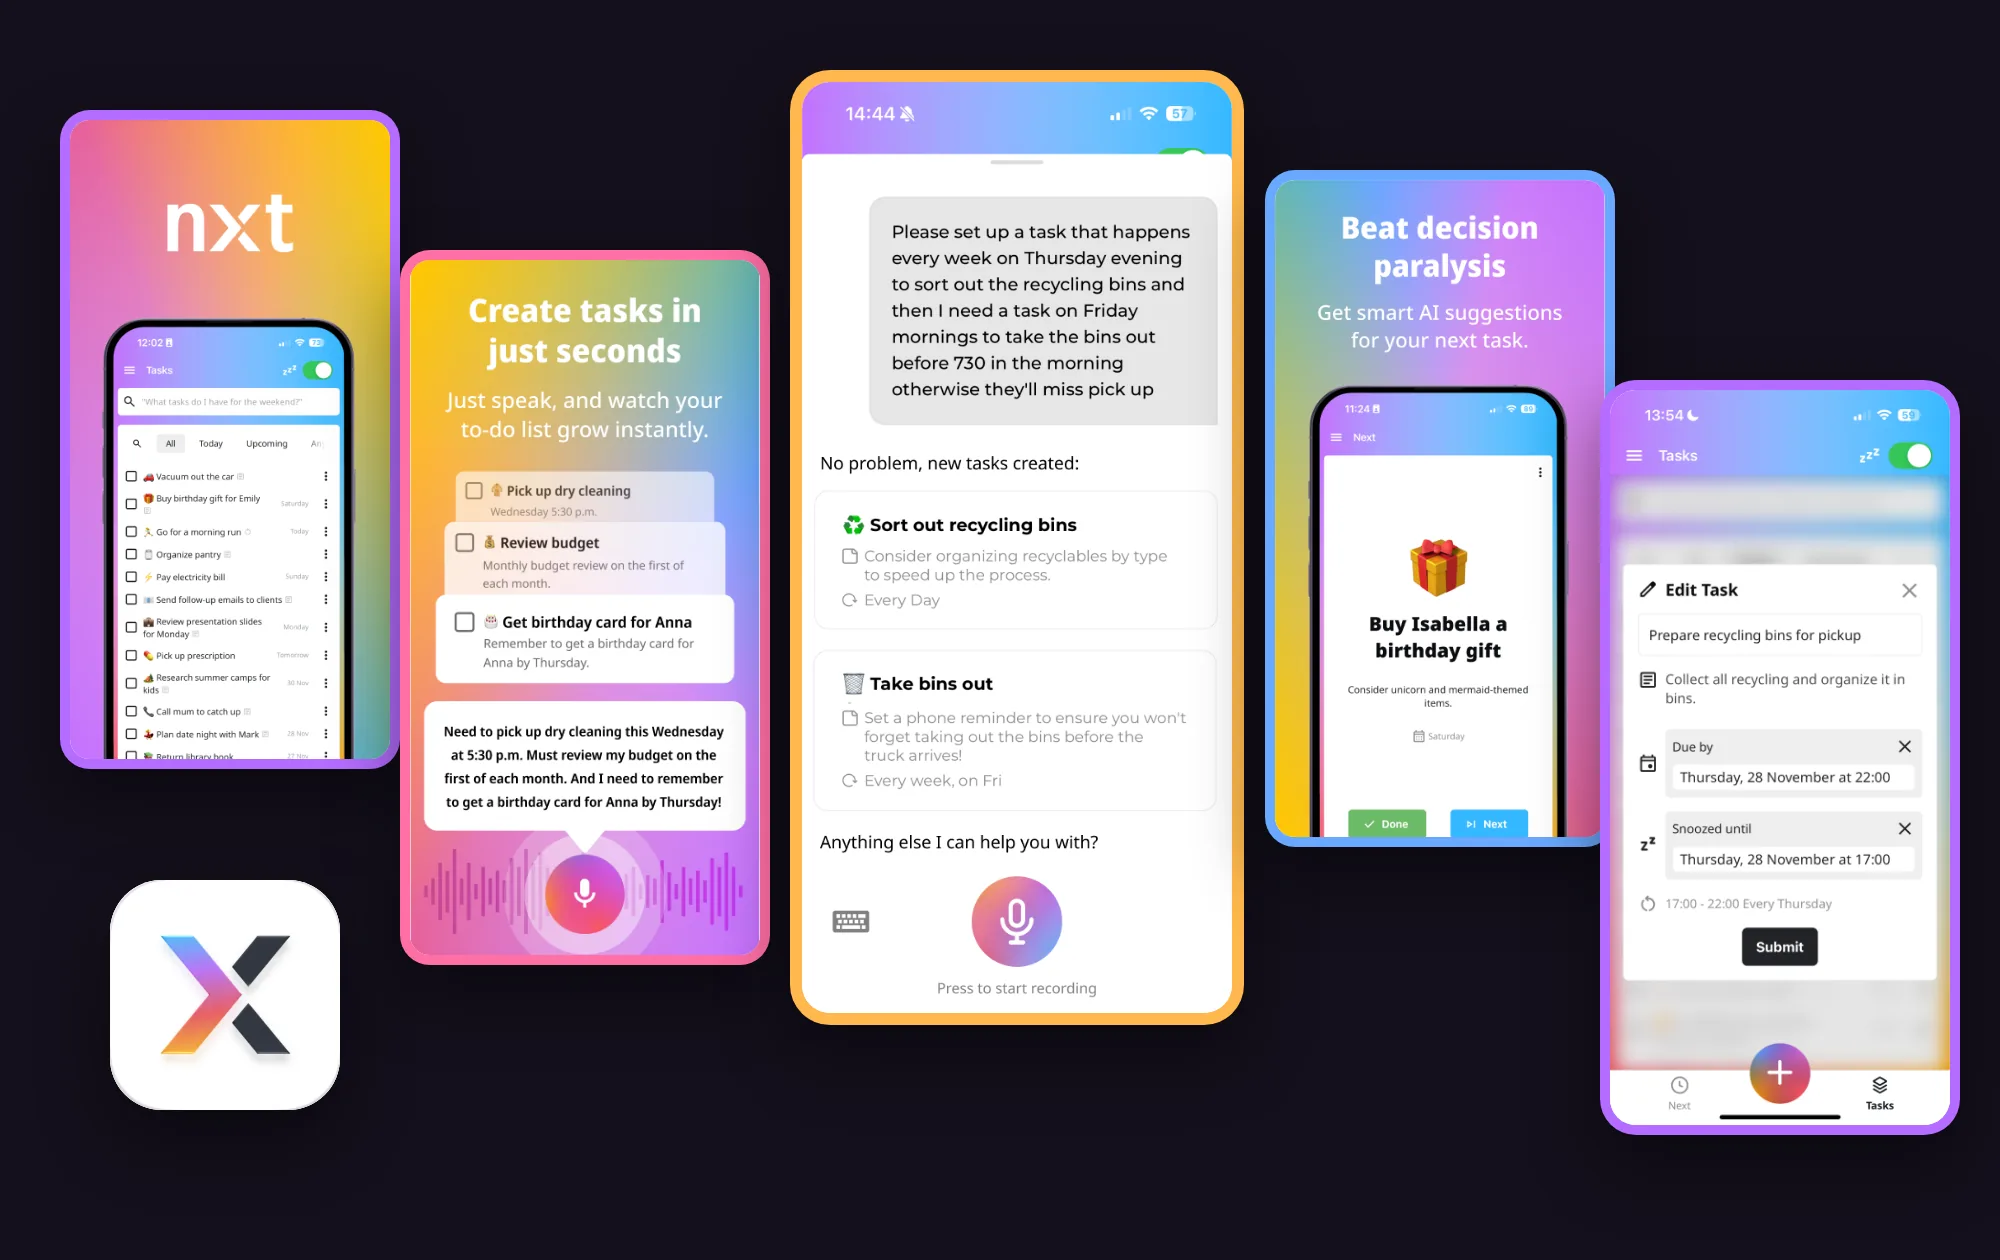 nxt
12:02
73
Tasks
zzz
"What tasks do I have for the weekend?"
All
Today
Upcoming
Vacuum out the car
Buy birthday gift for Emily
Saturday
Go for a morning run
Today
Organize pantry
Pay electricity bill
Sunday
Send follow-up emails to clients
Review presentation slides
for Monday
Monday
Pick up prescription
Tomorrow
Research summer camps for
kids
30 Nov
Call mum to catch up
Plan date night with Mark
28 Nov
Return library book
27 Nov
Create tasks in
just seconds
Just speak, and watch your
to-do list grow instantly.
Pick up dry cleaning
Wednesday 5:30 p.m.
Review budget
Monthly budget review on the first of
each month.
Get birthday card for Anna
Remember to get a birthday card for
Anna by Thursday.
Need to pick up dry cleaning this Wednesday
at 5:30 p.m. Must review my budget on the
first of each month. And I need to remember
to get a birthday card for Anna by Thursday!
14:44
57
Please set up a task that happens
every week on Thursday evening
to sort out the recycling bins and
then I need a task on Friday
mornings to take the bins out
before 730 in the morning
otherwise they'll miss pick up
No problem, new tasks created:
Sort out recycling bins
Consider organizing recyclables by type
to speed up the process.
Every Day
Take bins out
Set a phone reminder to ensure you won't
forget taking out the bins before the
truck arrives!
Every week, on Fri
Anything else I can help you with?
Press to start recording
Beat decision
paralysis
Get smart AI suggestions
for your next task.
11:24
Next
Buy Isabella a
birthday gift
Consider unicorn and mermaid-themed
items.
Saturday
Done
Next
13:54
59
Tasks
zzz
Edit Task
Prepare recycling bins for pickup
Collect all recycling and organize it in
bins.
Due by
Thursday, 28 November at 22:00
zz
Snoozed until
Thursday, 28 November at 17:00
17:00 - 22:00 Every Thursday
Submit
Next
Tasks